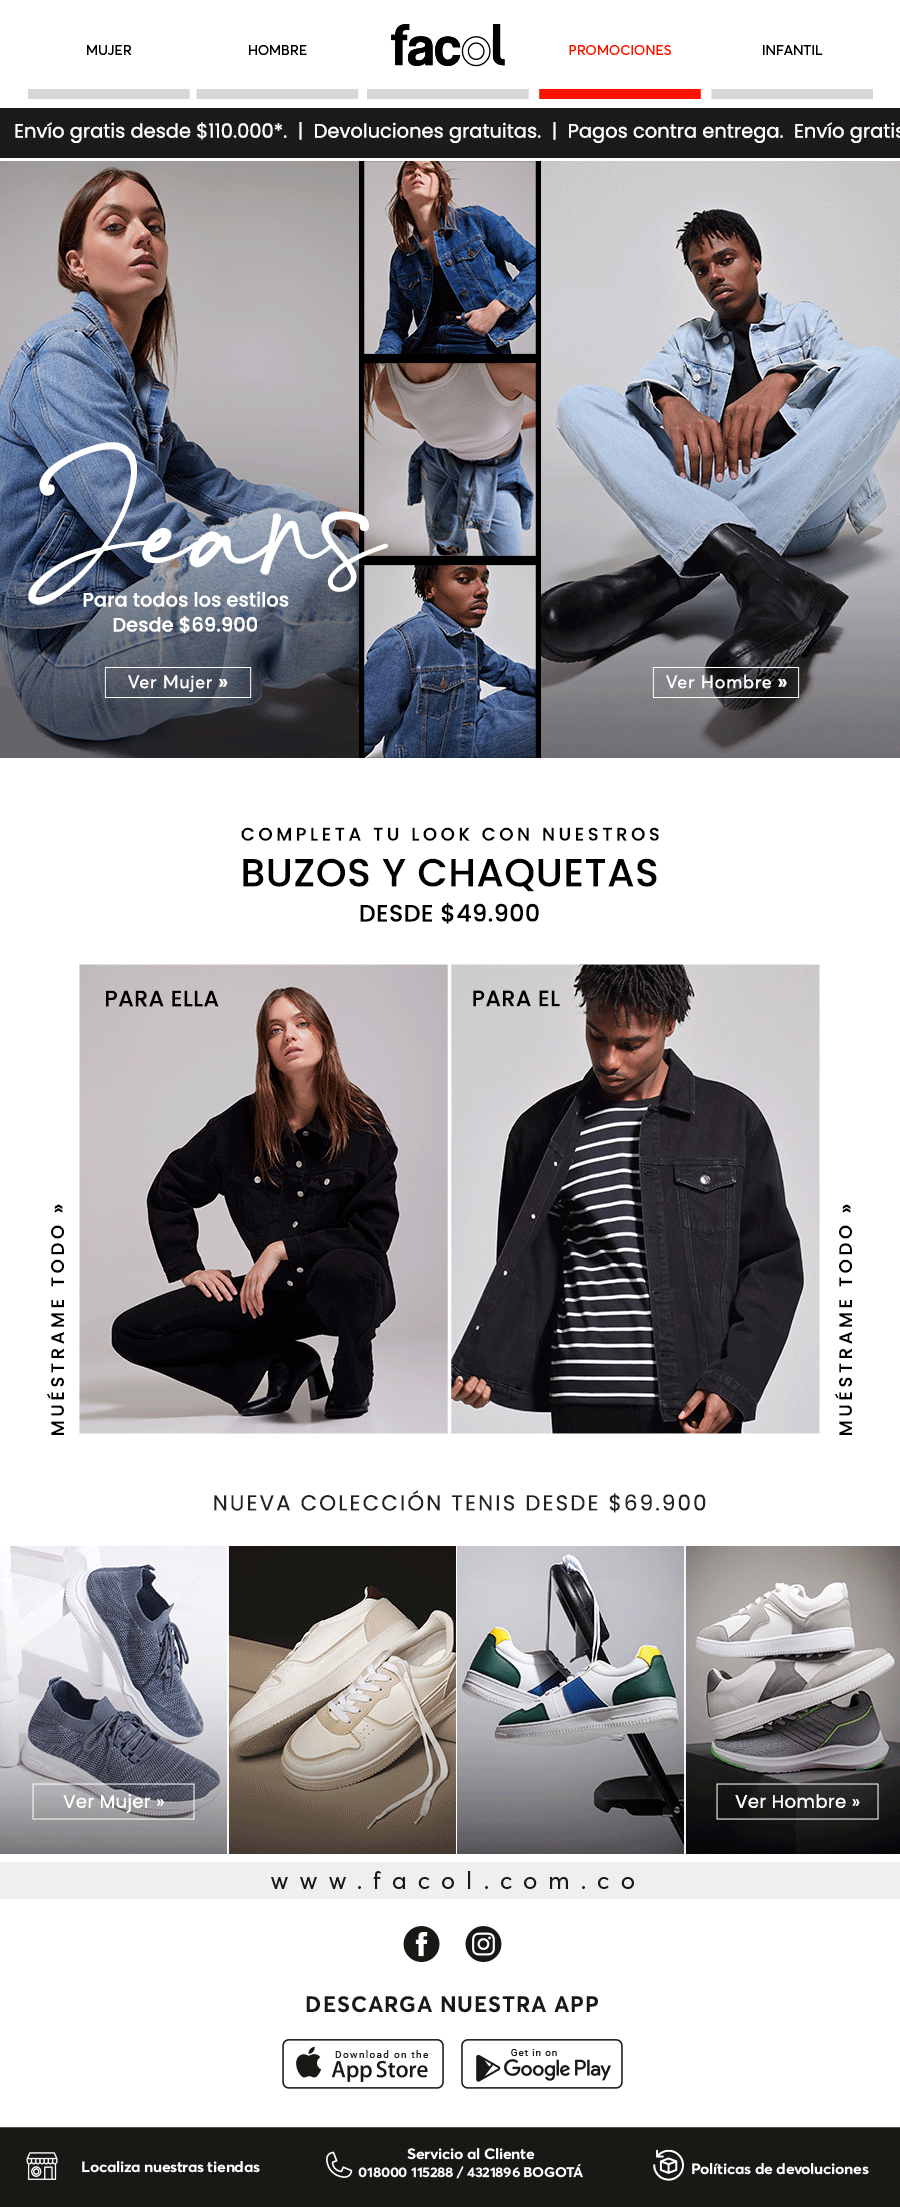 MUJER
HOMBRE
facol
PROMOCIONES
INFANTIL
Envío gratis desde $110.000*. | Devoluciones gratuitas. | Pagos contra entrega. Envío gratis
Jeans
Para todos los estilos
Desde $69.900
Ver Mujer »
Ver Hombre »
COMPLETA TU LOOK CON NUESTROS
BUZOS Y CHAQUETAS
DESDE $49.900
PARA ELLA
PARA EL
MUÉSTRAME TODO »
MUÉSTRAME TODO »
NUEVA COLECCIÓN TENIS DESDE $69.900
Ver Mujer »
Ver Hombre »
www.facol.com.co
DESCARGA NUESTRA APP
Download on the
App Store
Get in on
Google Play
Localiza nuestras tiendas
Servicio al Cliente
018000 115288 / 4321896 BOGOTÁ
Políticas de devoluciones